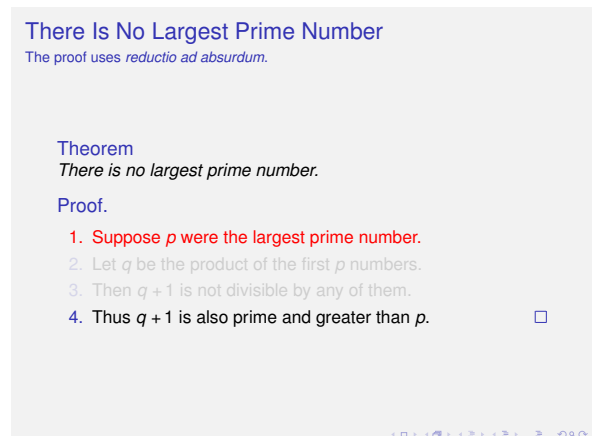 There Is No Largest Prime Number
The proof uses reductio ad absurdum.
Theorem
There is no largest prime number.
Proof.
1. Suppose p were the largest prime number.
2. Let q be the product of the first p numbers.
3. Then q + 1 is not divisible by any of them.
4. Thus q + 1 is also prime and greater than p. □